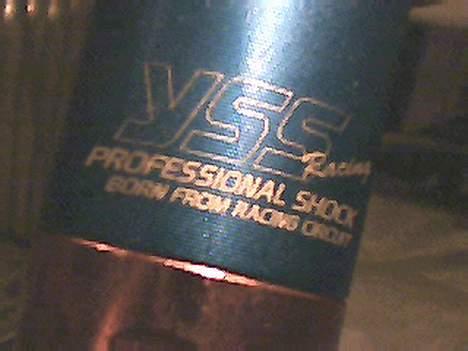 YSS Racing
PROFESSIONAL SHOCK
BORN FROM RACING CIRCUIT